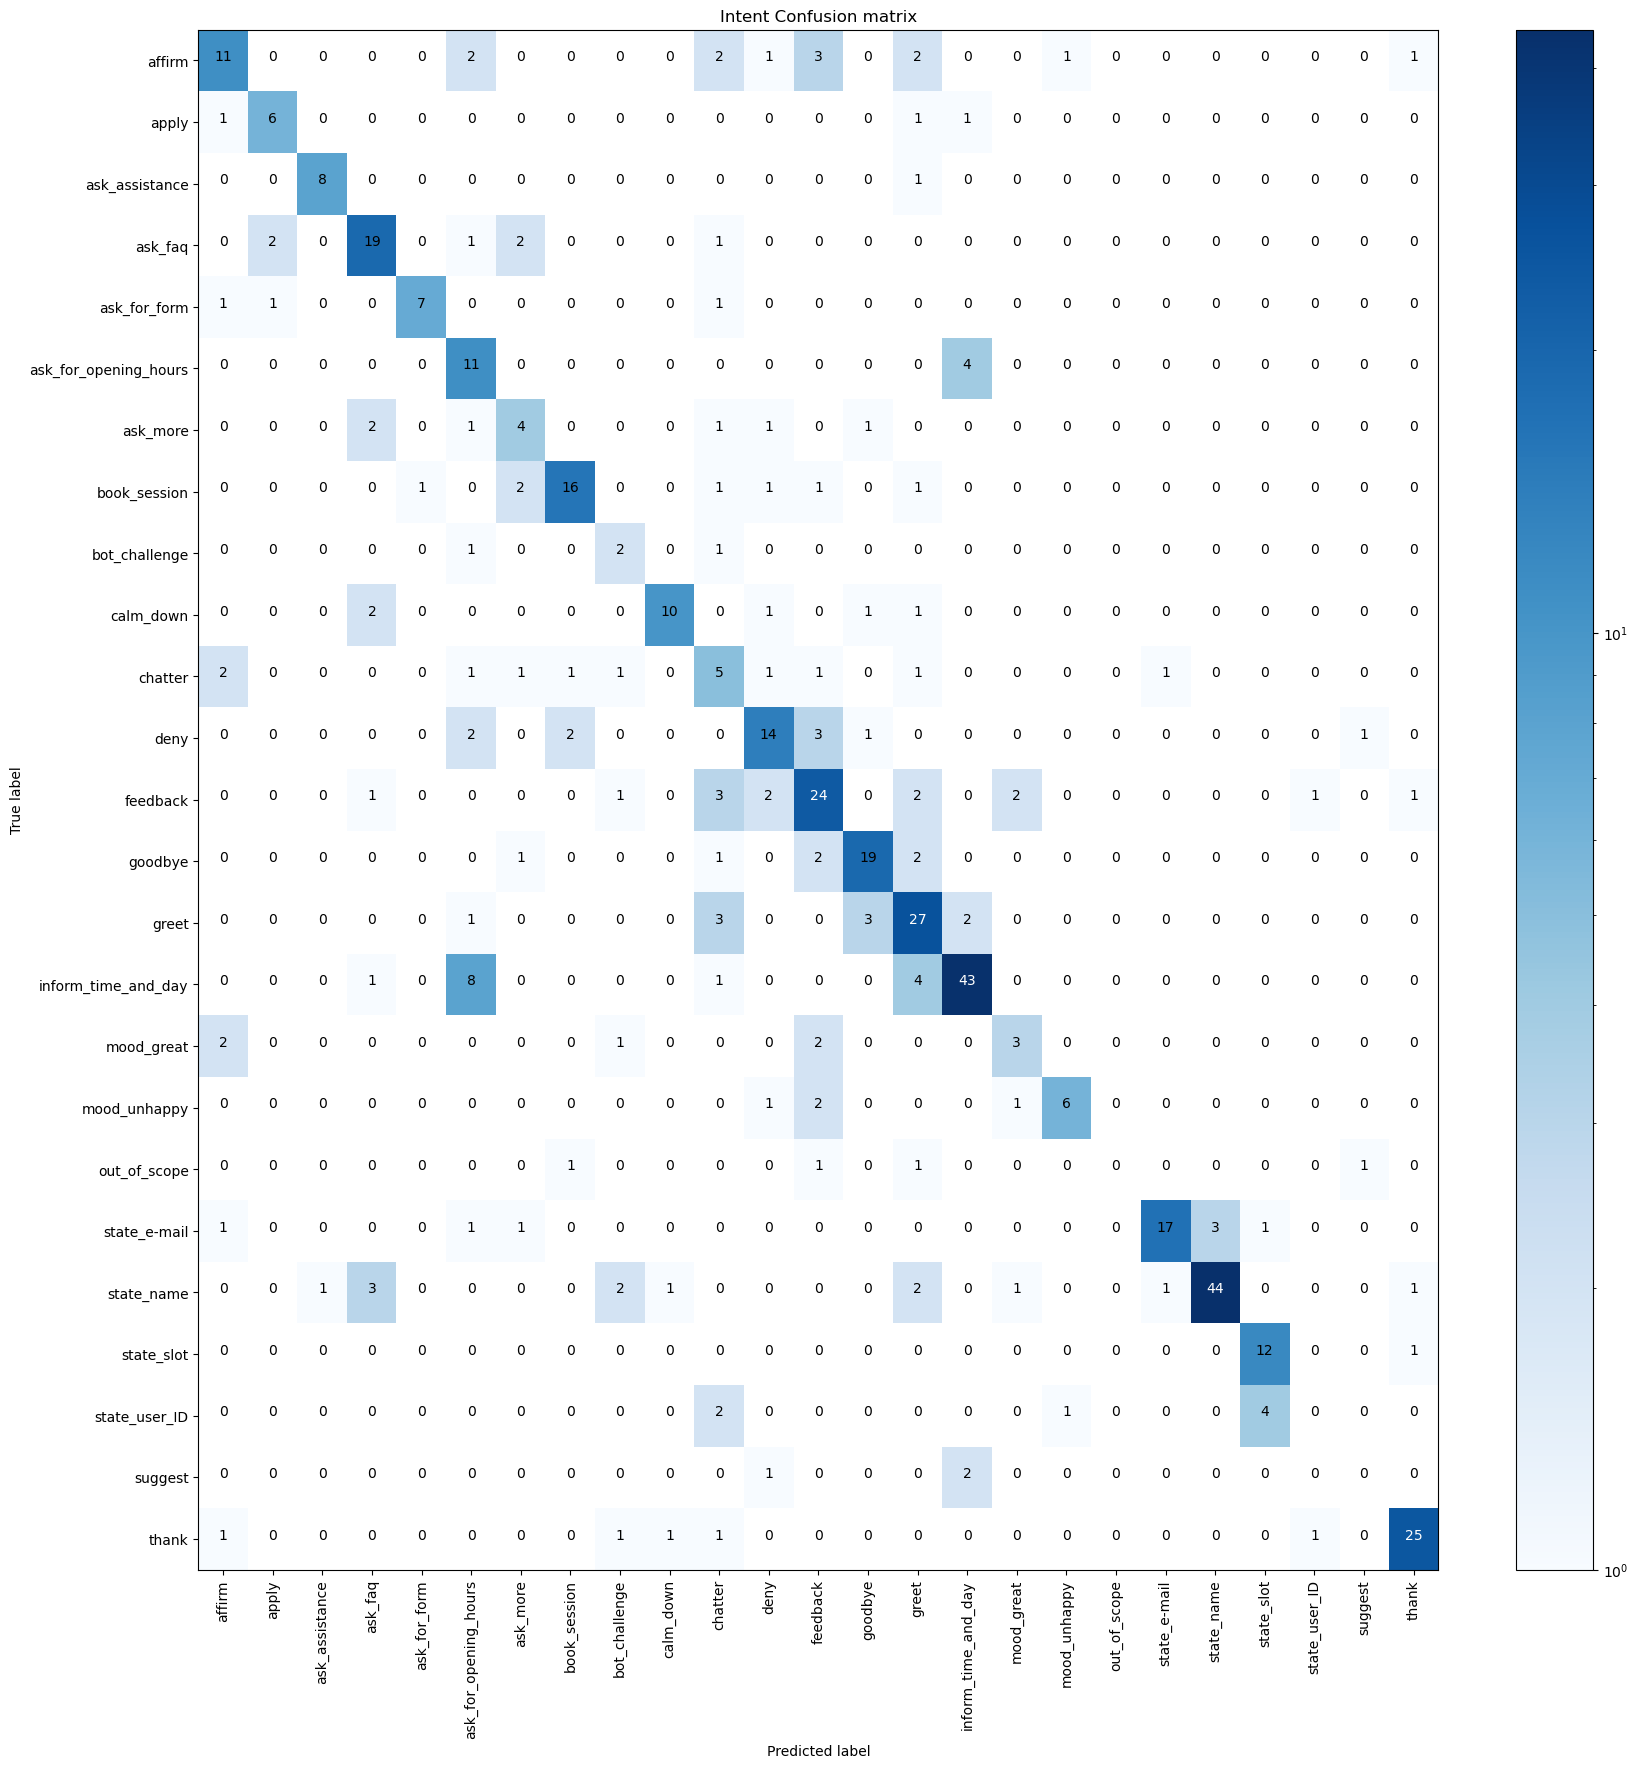 Intent Confusion matrix
affirm 11 0 0 0 0 2 0 0 0 0 2 1 3 0 2 0 0 1 0 0 0 0 0 0 1
apply 1 6 0 0 0 0 0 0 0 0 0 0 0 0 1 1 0 0 0 0 0 0 0 0 0
ask_assistance 0 0 8 0 0 0 0 0 0 0 0 0 0 0 1 0 0 0 0 0 0 0 0 0 0
ask_faq 0 2 0 19 0 1 2 0 0 0 1 0 0 0 0 0 0 0 0 0 0 0 0 0 0
ask_for_form 1 1 0 0 7 0 0 0 0 0 1 0 0 0 0 0 0 0 0 0 0 0 0 0 0
ask_for_opening_hours 0 0 0 0 0 11 0 0 0 0 0 0 0 0 0 4 0 0 0 0 0 0 0 0 0
ask_more 0 0 0 2 0 1 4 0 0 0 1 1 0 1 0 0 0 0 0 0 0 0 0 0 0
book_session 0 0 0 0 1 0 2 16 0 0 1 1 1 0 1 0 0 0 0 0 0 0 0 0 0
bot_challenge 0 0 0 0 0 1 0 0 2 0 1 0 0 0 0 0 0 0 0 0 0 0 0 0 0
calm_down 0 0 0 2 0 0 0 0 0 10 0 1 0 1 1 0 0 0 0 0 0 0 0 0 0
chatter 2 0 0 0 0 1 1 1 1 0 5 1 1 0 1 0 0 0 0 1 0 0 0 0 0
deny 0 0 0 0 0 2 0 2 0 0 0 14 3 1 0 0 0 0 0 0 0 0 0 1 0
feedback 0 0 0 1 0 0 0 0 1 0 3 2 24 0 2 0 2 0 0 0 0 0 1 0 1
goodbye 0 0 0 0 0 0 1 0 0 0 1 0 2 19 2 0 0 0 0 0 0 0 0 0 0
greet 0 0 0 0 0 1 0 0 0 0 3 0 0 3 27 2 0 0 0 0 0 0 0 0 0
inform_time_and_day 0 0 0 1 0 8 0 0 0 0 1 0 0 0 4 43 0 0 0 0 0 0 0 0 0
mood_great 2 0 0 0 0 0 0 0 1 0 0 0 2 0 0 0 3 0 0 0 0 0 0 0 0
mood_unhappy 0 0 0 0 0 0 0 0 0 0 0 1 2 0 0 0 1 6 0 0 0 0 0 0 0
out_of_scope 0 0 0 0 0 0 0 1 0 0 0 0 1 0 1 0 0 0 0 0 0 0 0 1 0
state_e-mail 1 0 0 0 0 1 1 0 0 0 0 0 0 0 0 0 0 0 0 17 3 1 0 0 0
state_name 0 0 1 3 0 0 0 0 2 1 0 0 0 0 2 0 1 0 0 1 44 0 0 0 1
state_slot 0 0 0 0 0 0 0 0 0 0 0 0 0 0 0 0 0 0 0 0 0 12 0 0 1
state_user_ID 0 0 0 0 0 0 0 0 0 0 2 0 0 0 0 0 0 1 0 0 0 4 0 0 0
suggest 0 0 0 0 0 0 0 0 0 0 0 1 0 0 0 2 0 0 0 0 0 0 0 0 0
thank 1 0 0 0 0 0 0 0 1 1 1 0 0 0 0 0 0 0 0 0 0 0 1 0 25
True label
affirm
apply
ask_assistance
ask_faq
ask_for_form
ask_for_opening_hours
ask_more
book_session
bot_challenge
calm_down
chatter
deny
feedback
goodbye
greet
inform_time_and_day
mood_great
mood_unhappy
out_of_scope
state_e-mail
state_name
state_slot
state_user_ID
suggest
thank
Predicted label
10¹
10⁰